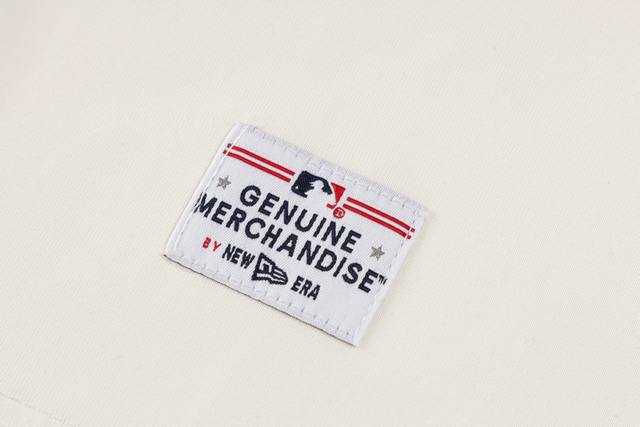 GENUINE
MERCHANDISE™
BY NEW ERA